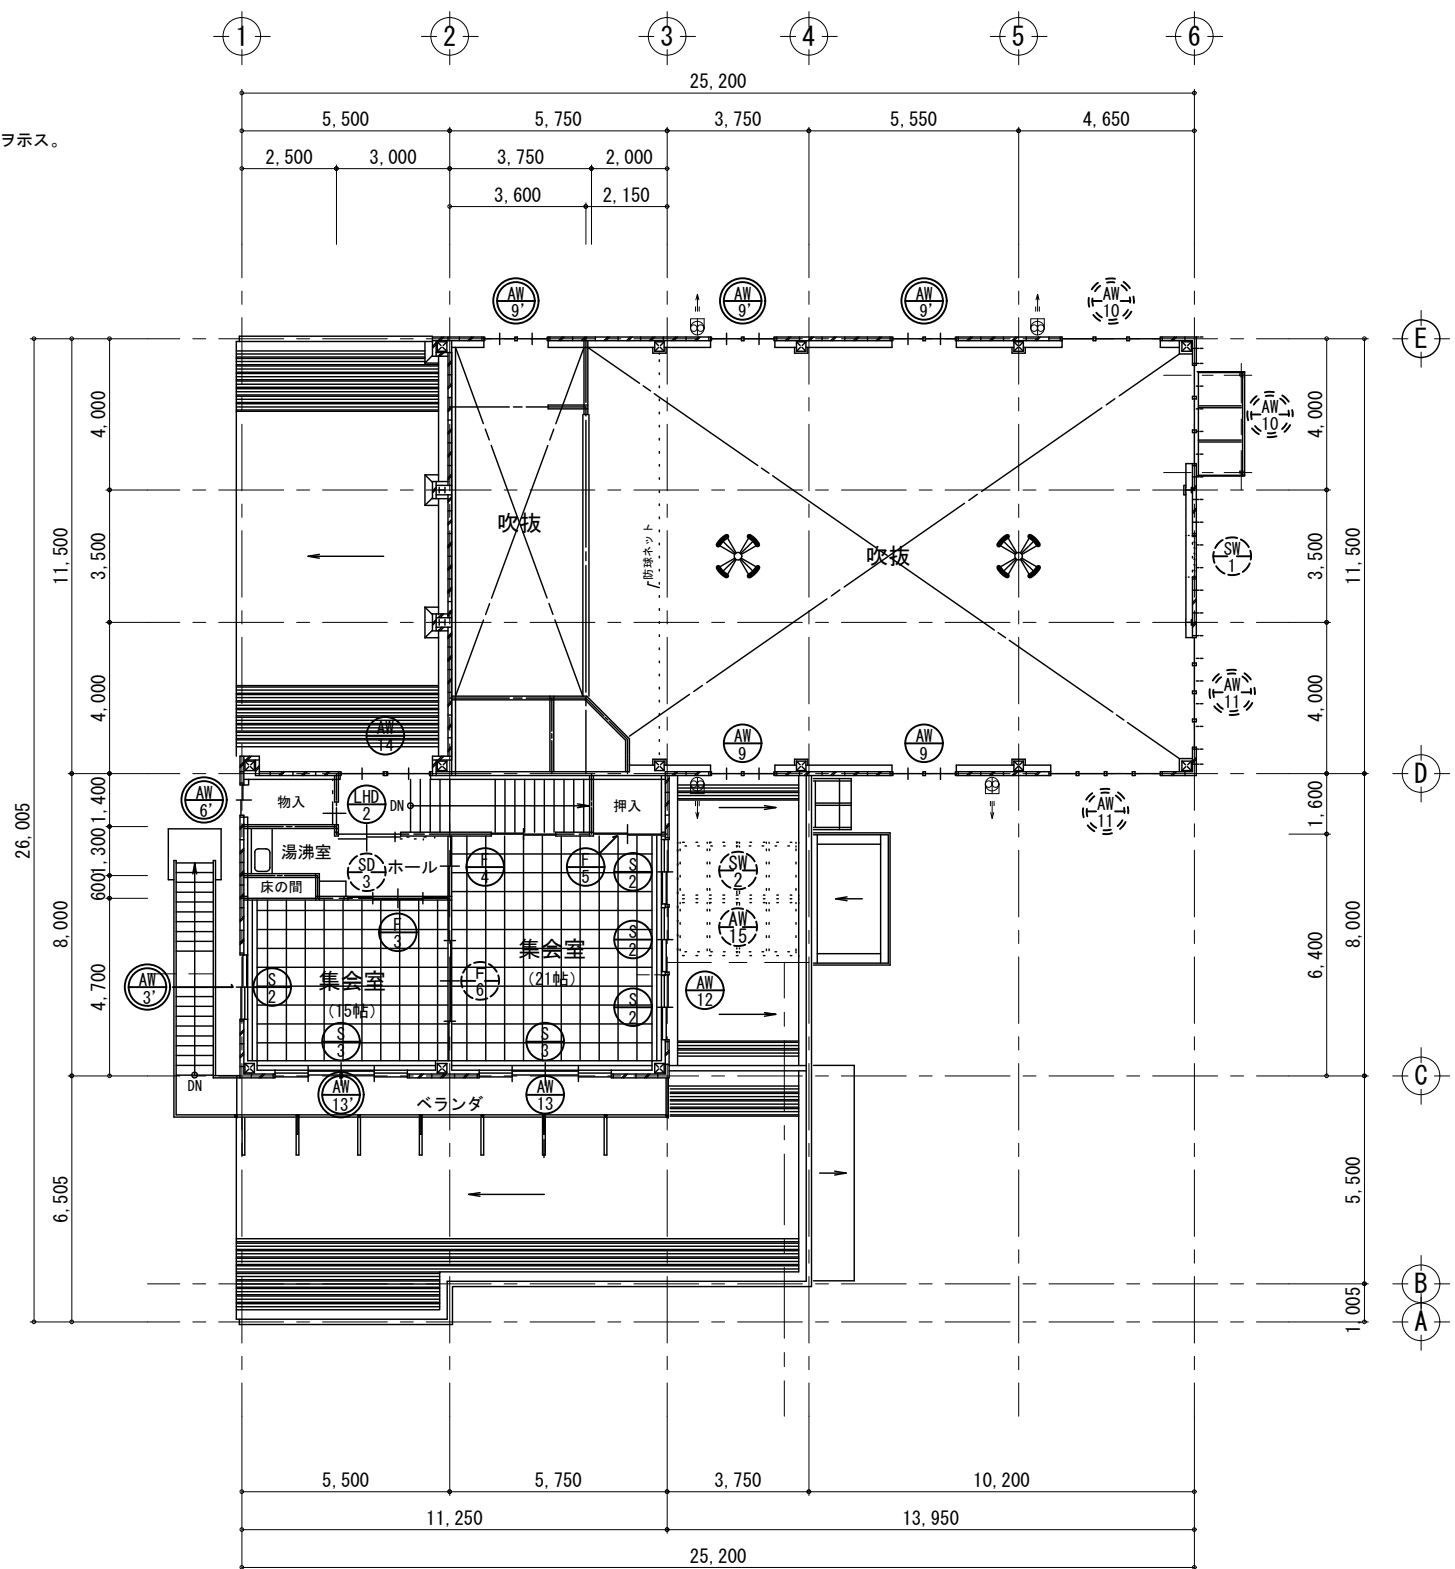 1 2 3 4 5 6
25,200
5,500 5,750 3,750 5,550 4,650
ヲ示ス。
2,500 3,000 3,750 2,000
3,600 2,150
AW 9' AW 9' AW 9' AW 10
E
4,000 4,000
AW 10
吹抜 防球ネット 吹抜
11,500 3,500 SW 1 3,500 11,500
4,000 AW 11 4,000
AW 14 AW 9 AW 9
D
1,400 AW 6' 物入 LHD 2 DN 押入 AW 11 1,600
26,005
1,300 湯沸室 SD 3 ホール F 4 F 5 S 2 SW 2
600 床の間
8,000 F 3 集会室 S 2 AW 15 8,000
(21帖)
4,700 AW 3' S 2 集会室 F 6 S 2 AW 12 6,400
(15帖)
S 3 S 3
DN AW 13' ベランダ AW 13
C
6,505 5,500
B
1,005
A
5,500 5,750 3,750 10,200
11,250 13,950
25,200